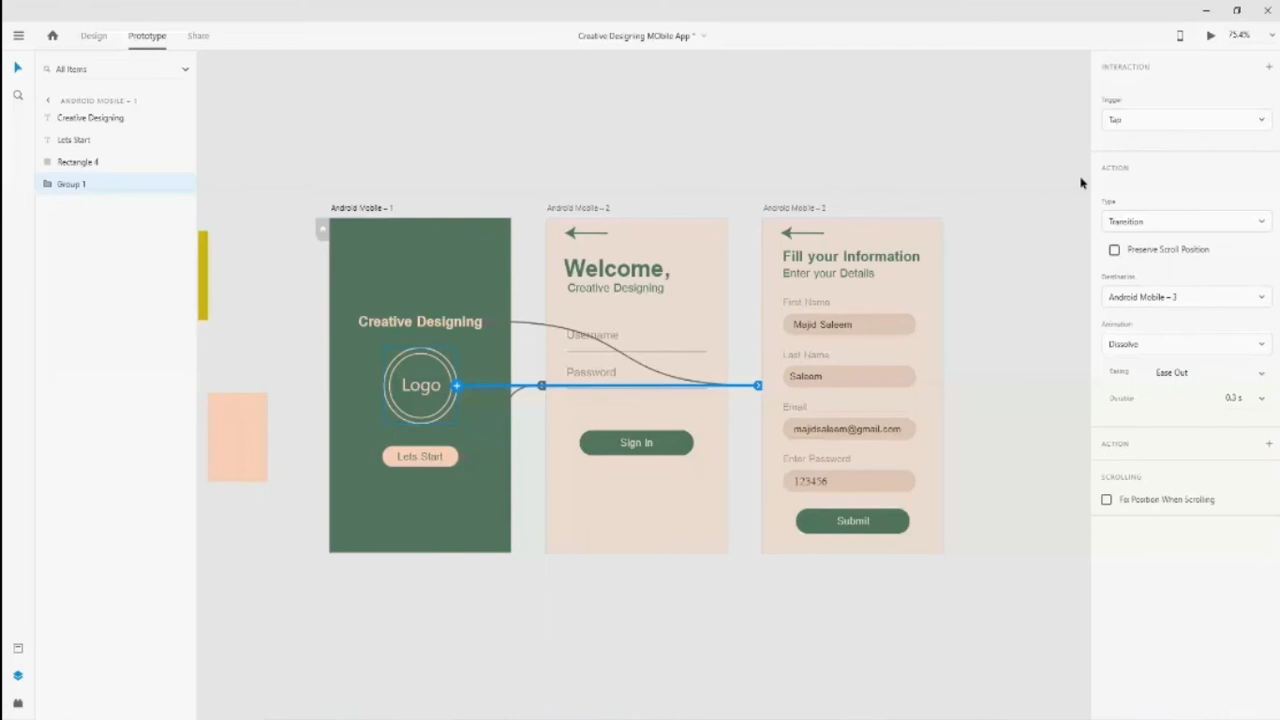 Design Prototype Share
Creative Designing MObile App *
75.4%
All Items
ANDROID MOBILE – 1
Creative Designing
Lets Start
Rectangle 4
Group 1
Android Mobile – 1
Creative Designing
Logo
Lets Start
Android Mobile – 2
Welcome,
Creative Designing
Username
Password
Sign In
Android Mobile – 3
Fill your Information
Enter your Details
First Name
Majid Saleem
Last Name
Saleem
Email
majidsaleem@gmail.com
Enter Password
123456
Submit
INTERACTION
Trigger
Tap
ACTION
Type
Transition
Preserve Scroll Position
Destination
Android Mobile – 3
Animation
Dissolve
Easing Ease Out
Duration 0.3 s
ACTION
SCROLLING
Fix Position When Scrolling